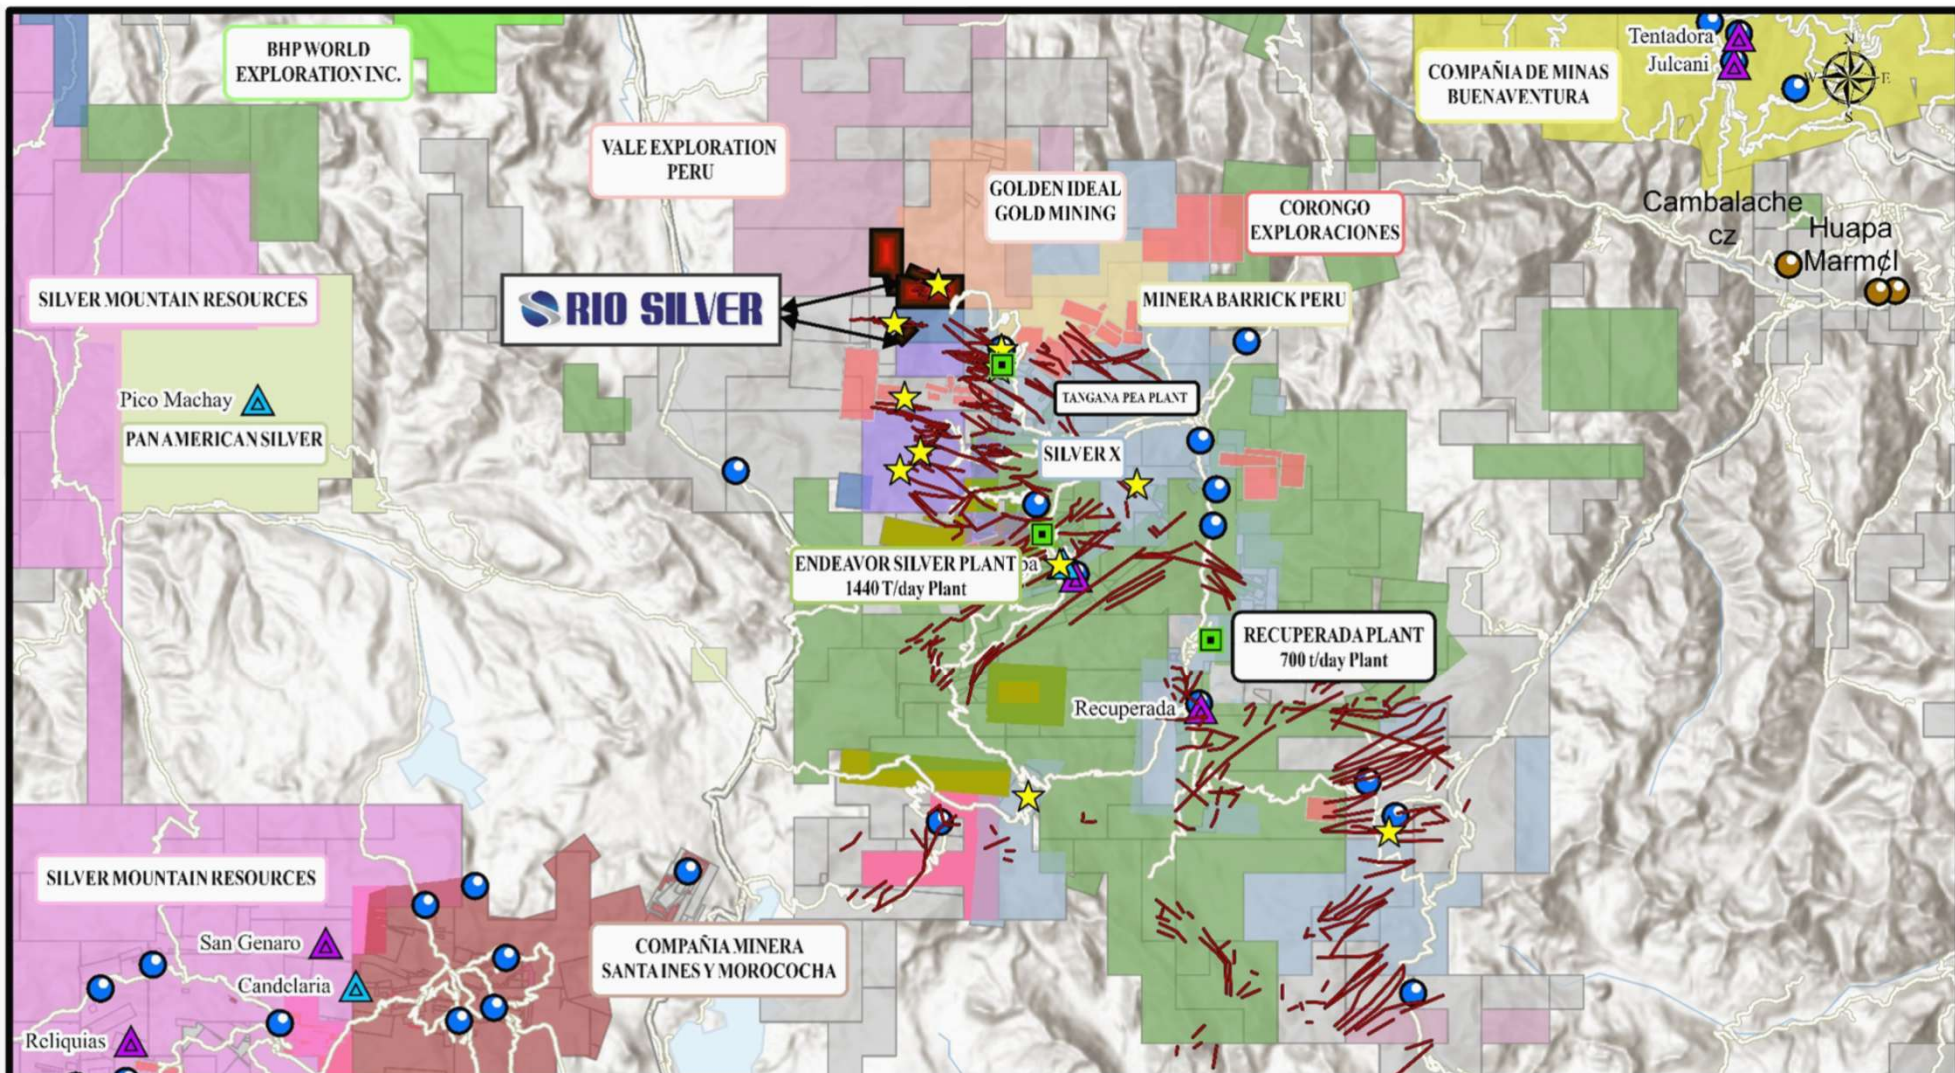 BHP WORLD
EXPLORATION INC.
Tentadora
Julcani
N
W
E
S
COMPAÑIA DE MINAS
BUENAVENTURA
VALE EXPLORATION
PERU
GOLDEN IDEAL
GOLD MINING
CORONGO
EXPLORACIONES
Cambalache
cz
Huapa
Marm¢l
SILVER MOUNTAIN RESOURCES
RIO SILVER
MINERA BARRICK PERU
Pico Machay
PAN AMERICAN SILVER
TANGANA PEA PLANT
SILVER X
ENDEAVOR SILVER PLANT
1440 T/day Plant
pa
RECUPERADA PLANT
700 t/day Plant
Recuperada
SILVER MOUNTAIN RESOURCES
San Genaro
Candelaria
Reliquias
COMPAÑIA MINERA
SANTA INES Y MOROCOCHA